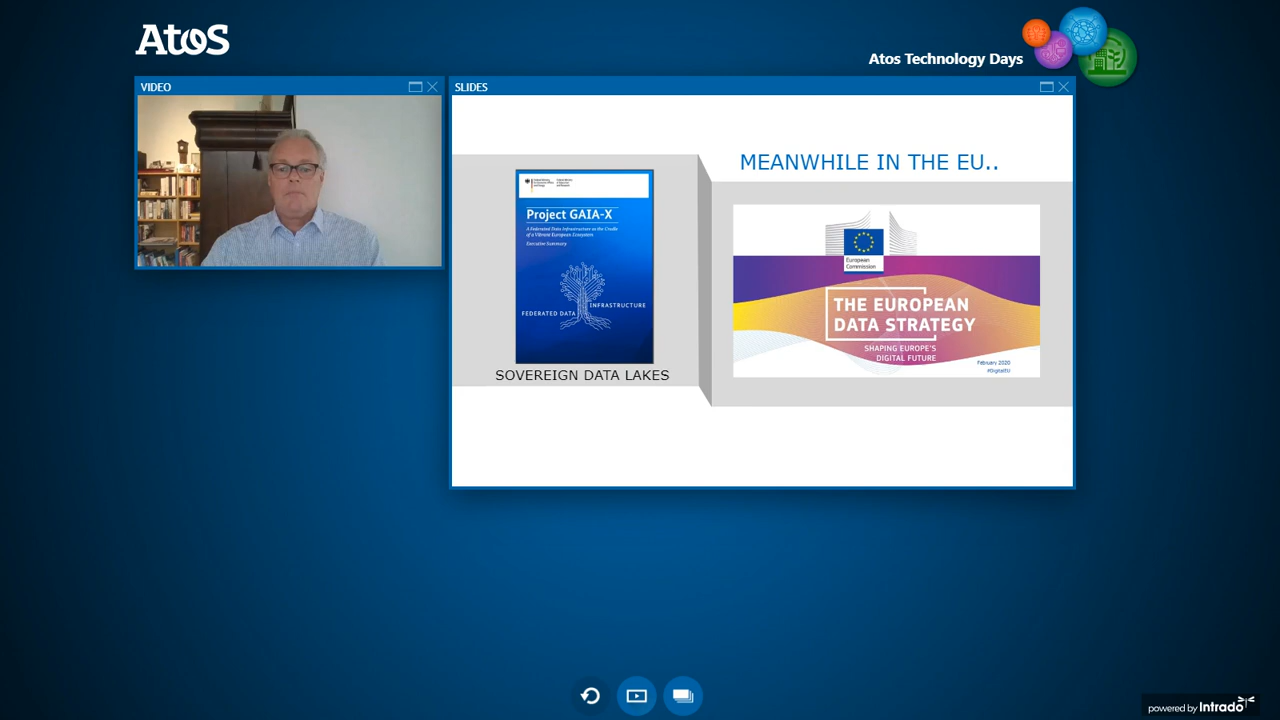 Atos
Atos Technology Days
VIDEO
SLIDES
MEANWHILE IN THE EU..
Project GAIA-X
A Federated Data Infrastructure as the Cradle
of a Vibrant European Ecosystem
Executive Summary
FEDERATED DATA
INFRASTRUCTURE
SOVEREIGN DATA LAKES
European
Commission
THE EUROPEAN
DATA STRATEGY
SHAPING EUROPE'S
DIGITAL FUTURE
February 2020
#DigitalEU
powered by Intrado